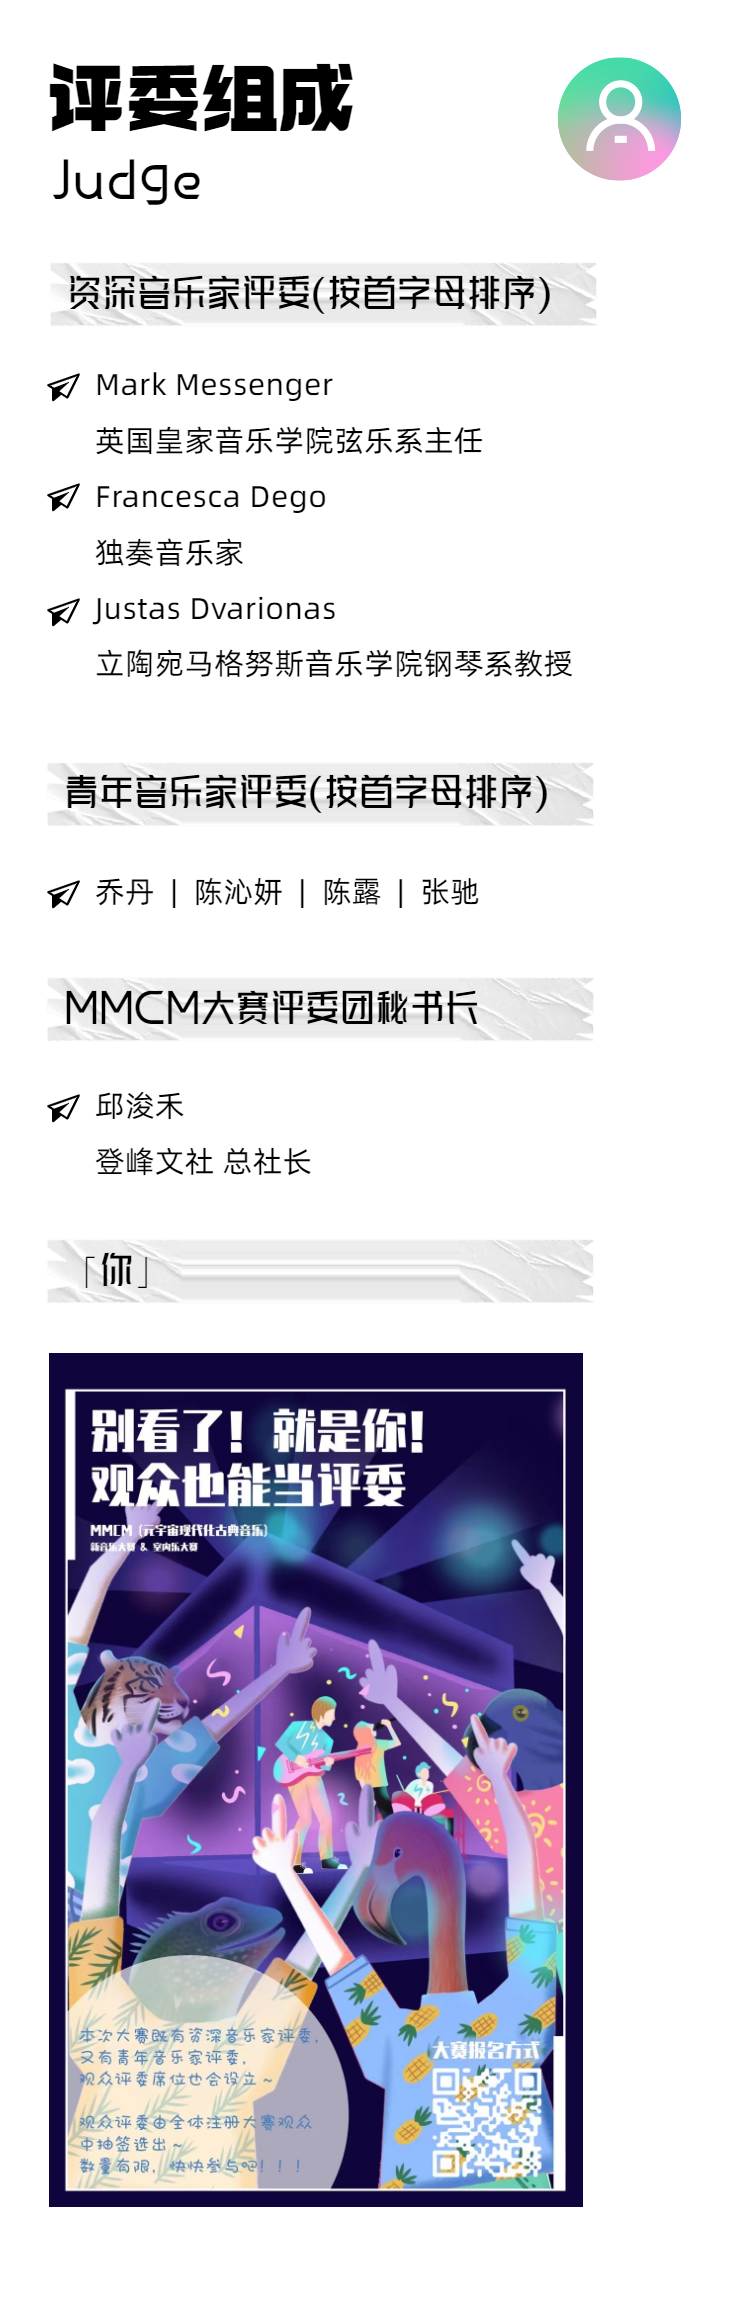 评委组成
Judge
资深音乐家评委(按首字母排序)
Mark Messenger
英国皇家音乐学院弦乐系主任
Francesca Dego
独奏音乐家
Justas Dvarionas
立陶宛马格努斯音乐学院钢琴系教授
青年音乐家评委(按首字母排序)
乔丹 | 陈沁妍 | 陈露 | 张驰
MMCM大赛评委团秘书长
邱浚禾
登峰文社 总社长
「你」
别看了！就是你！
观众也能当评委
MMCM（元宇宙现代化古典音乐）
新音乐大赛 & 室内乐大赛
本次大赛既有资深音乐家评委，
又有青年音乐家评委，
观众评委席位也会设立~
观众评委由全体注册大赛观众
中抽签选出~
数量有限，快快参与吧！！！
大赛报名方式